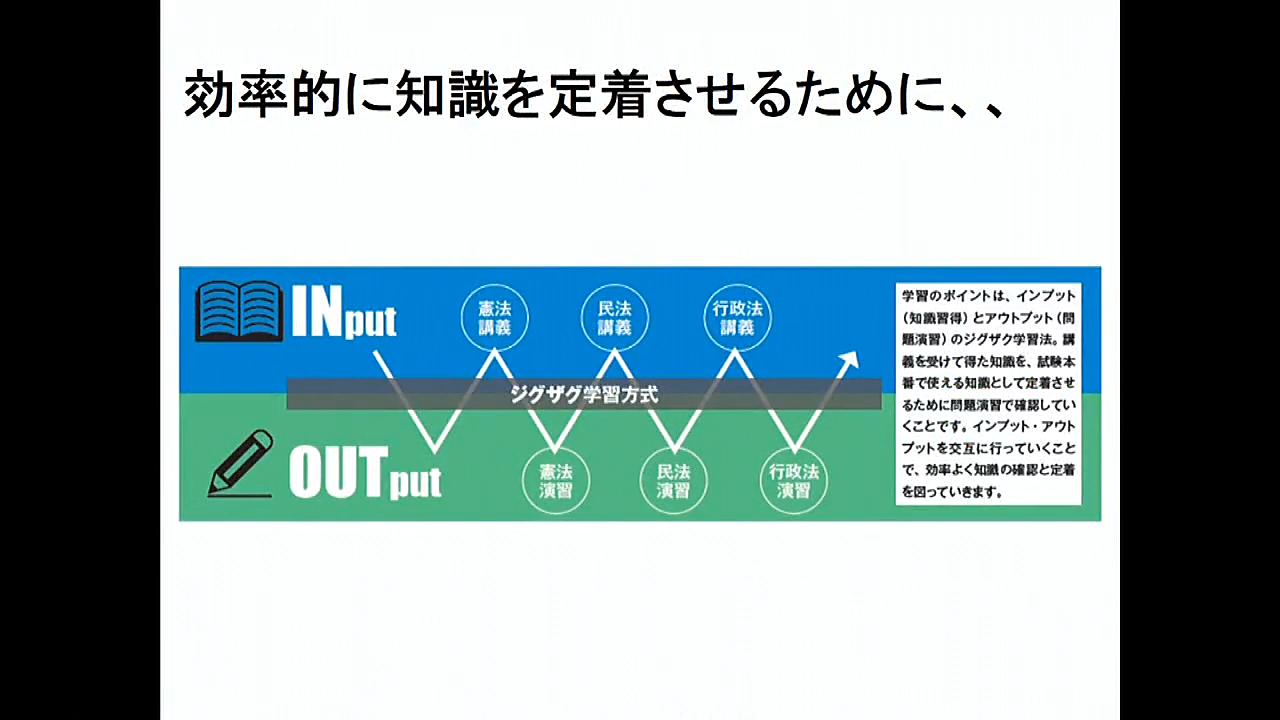 効率的に知識を定着させるために、、
INput
憲法
講義
民法
講義
行政法
講義
ジグザグ学習方式
OUTput
憲法
演習
民法
演習
行政法
演習
学習のポイントは、インプット
（知識習得）とアウトプット（問
題演習）のジグザク学習法。講
義を受けて得た知識を、試験本
番で使える知識として定着させ
るために問題演習で確認してい
くことです。インプット・アウト
プットを交互に行っていくこと
で、効率よく知識の確認と定着
を図っていきます。